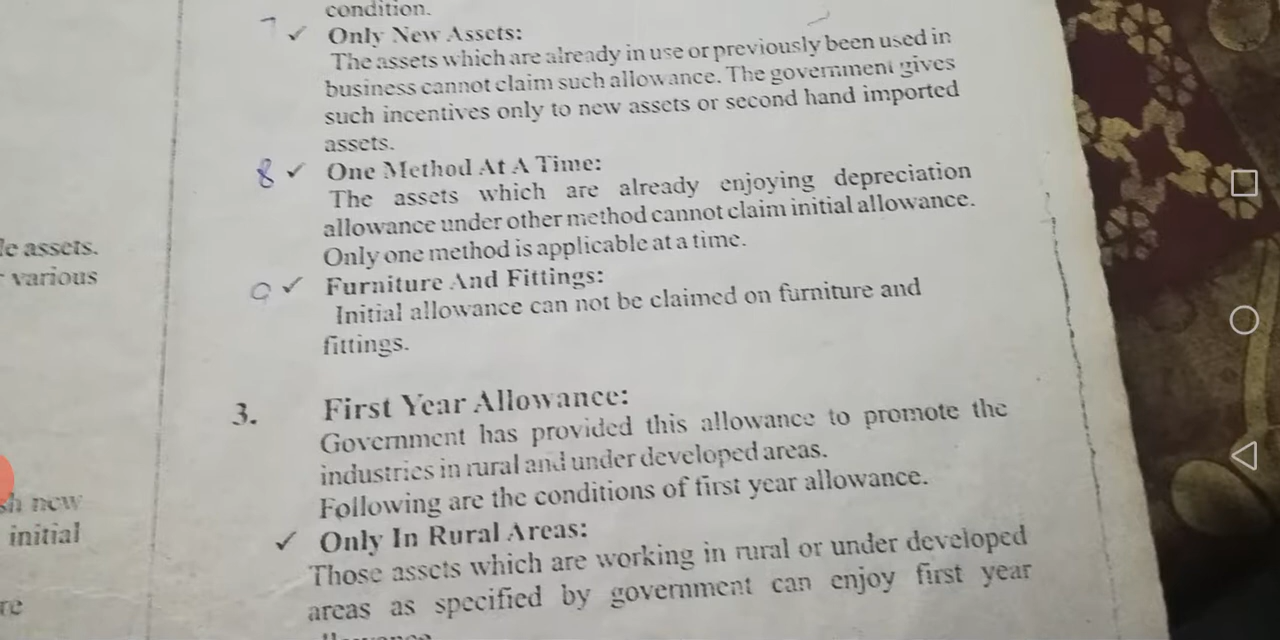 condition.
7 ✓ Only New Assets:
The assets which are already in use or previously been used in
business cannot claim such allowance. The government gives
such incentives only to new assets or second hand imported
assets.
8 ✓ One Method At A Time:
The assets which are already enjoying depreciation
allowance under other method cannot claim initial allowance.
Only one method is applicable at a time.
9 ✓ Furniture And Fittings:
Initial allowance can not be claimed on furniture and
fittings.
3. First Year Allowance:
Government has provided this allowance to promote the
industries in rural and under developed areas.
Following are the conditions of first year allowance.
✓ Only In Rural Areas:
Those assets which are working in rural or under developed
areas as specified by government can enjoy first year
assets.
various
new
initial